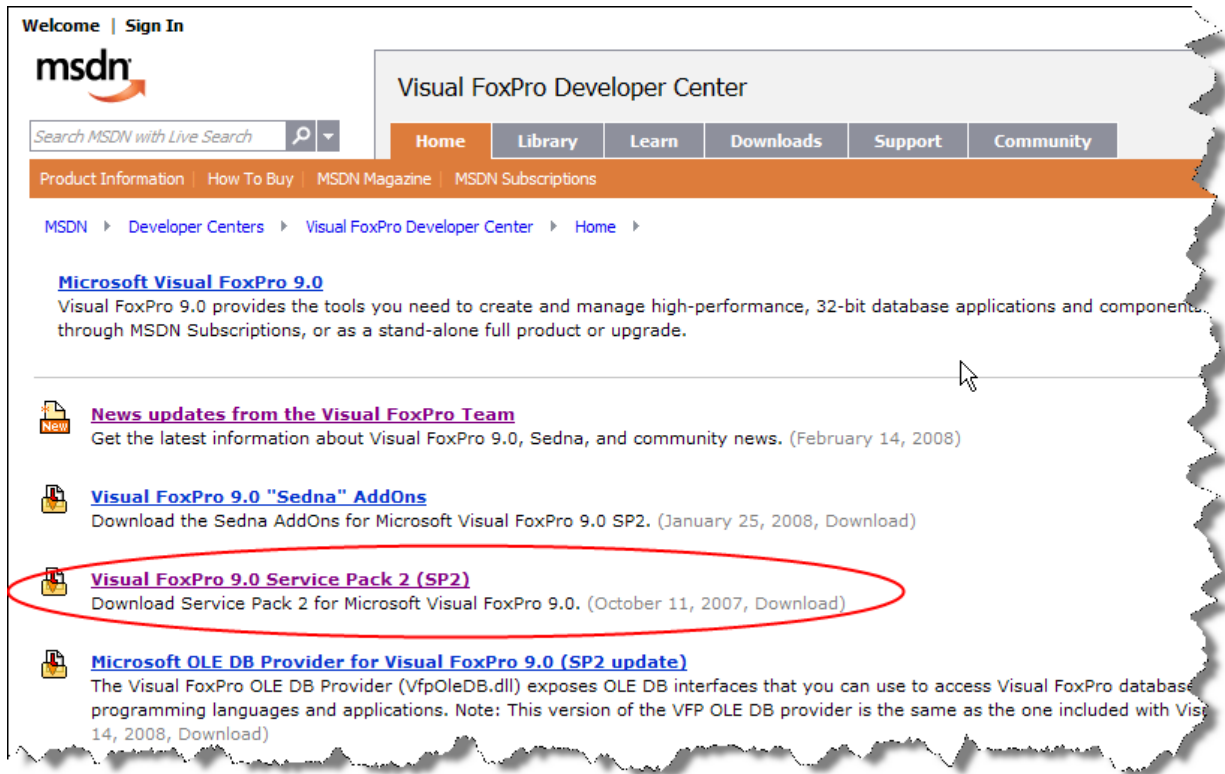 Welcome | Sign In
msdn
Visual FoxPro Developer Center
Search MSDN with Live Search
Home Library Learn Downloads Support Community
Product Information | How To Buy | MSDN Magazine | MSDN Subscriptions
MSDN Developer Centers Visual FoxPro Developer Center Home
Microsoft Visual FoxPro 9.0
Visual FoxPro 9.0 provides the tools you need to create and manage high-performance, 32-bit database applications and
through MSDN Subscriptions, or as a stand-alone full product or upgrade.
New
News updates from the Visual FoxPro Team
Get the latest information about Visual FoxPro 9.0, Sedna, and community news. (February 14, 2008)
Visual FoxPro 9.0 "Sedna" AddOns
Download the Sedna AddOns for Microsoft Visual FoxPro 9.0 SP2. (January 25, 2008, Download)
Visual FoxPro 9.0 Service Pack 2 (SP2)
Download Service Pack 2 for Microsoft Visual FoxPro 9.0. (October 11, 2007, Download)
Microsoft OLE DB Provider for Visual FoxPro 9.0 (SP2 update)
The Visual FoxPro OLE DB Provider (VfpOleDB.dll) exposes OLE DB interfaces that you can use to access Visual FoxPro database
programming languages and applications. Note: This version of the VFP OLE DB provider is the same as the one included with
14, 2008, Download)